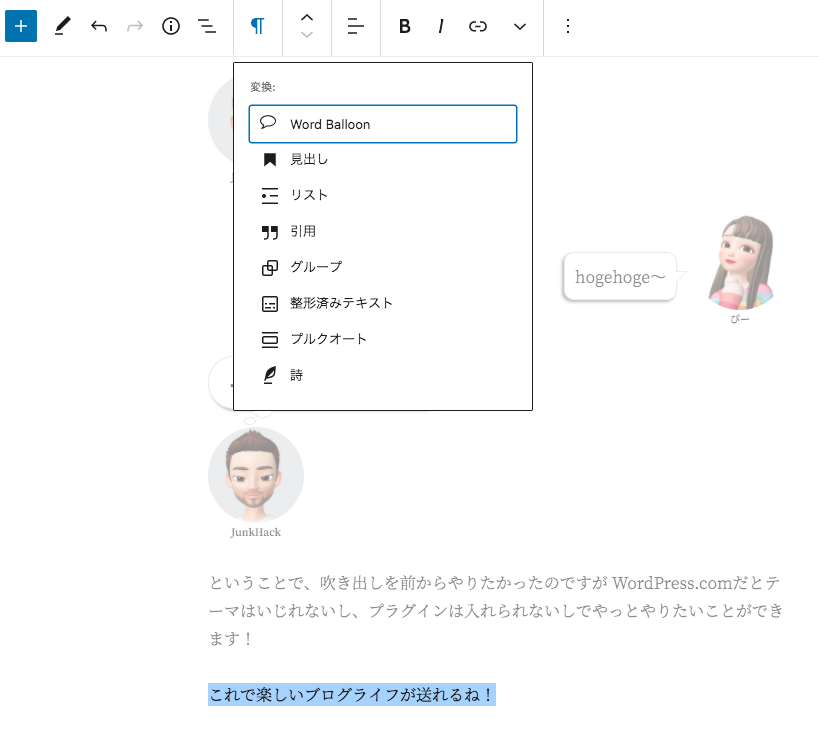 B I
変換:
Word Balloon
見出し
リスト
引用
グループ
整形済みテキスト
プルクオート
詩
hogehoge〜
びー
JunkHack
ということで、吹き出しを前からやりたかったのですが WordPress.comだとテ
ーマはいじれないし、プラグインは入れられないしでやっとやりたいことができ
ます！
これで楽しいブログライフが送れるね！